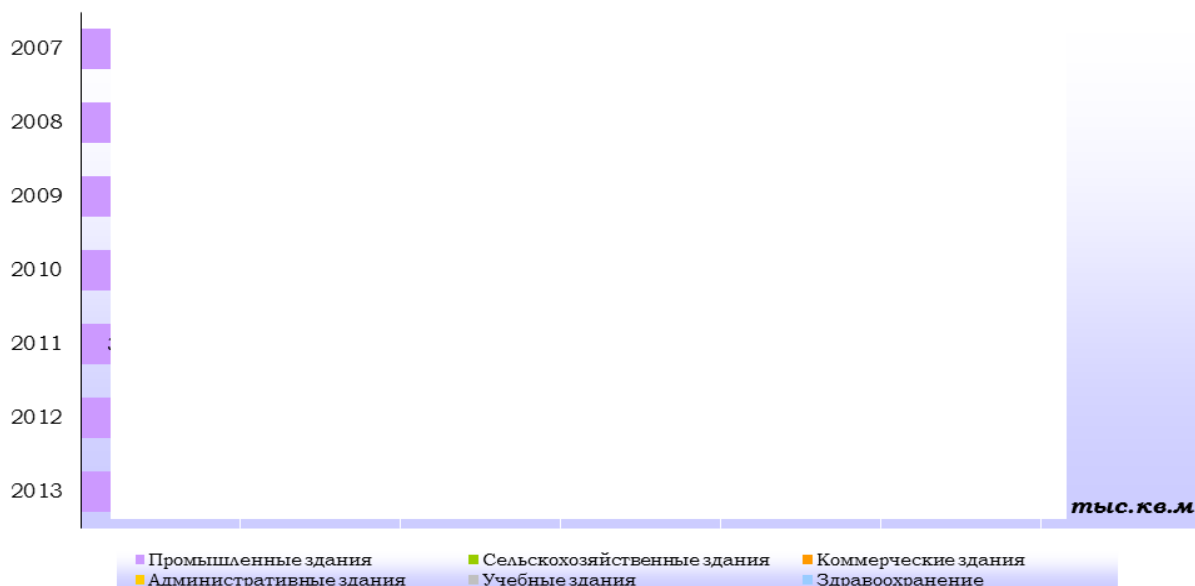 2007
2008
2009
2010
2011
2012
2013
тыс.кв.м
Промышленные здания Сельскохозяйственные здания Коммерческие здания
Административные здания Учебные здания Здравоохранение